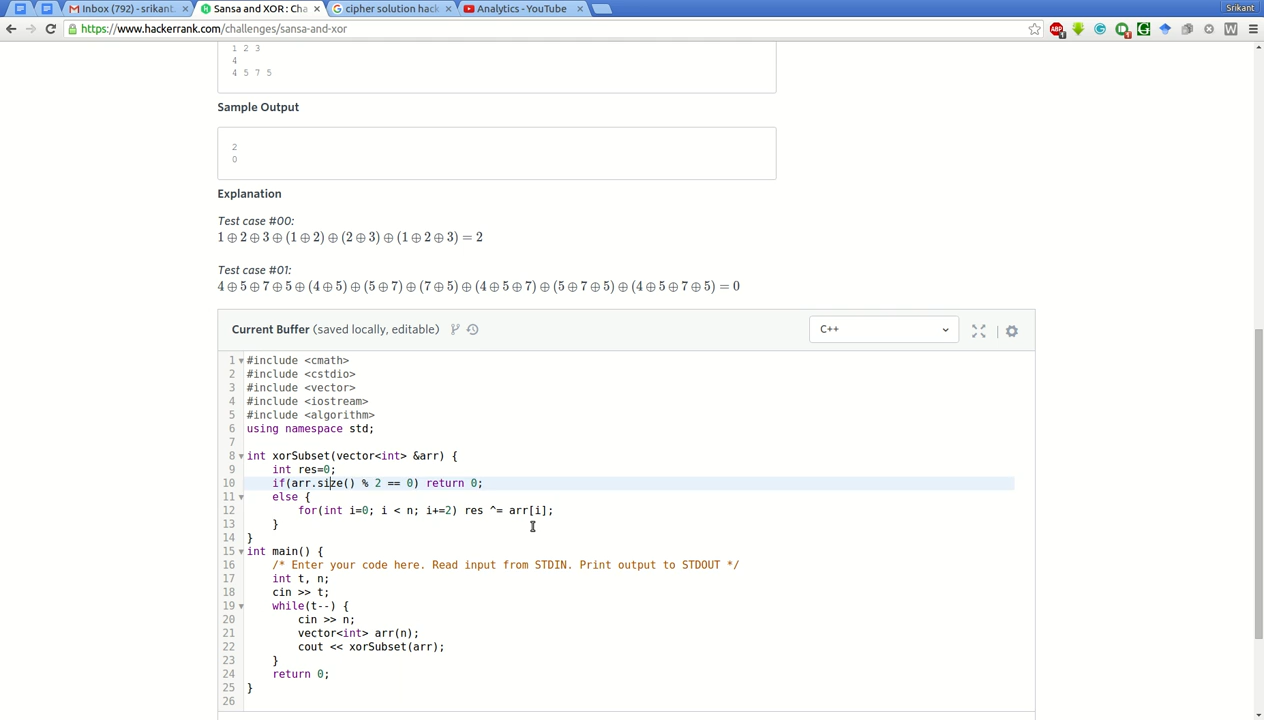 Inbox (792) - srikant.
Sansa and XOR : Cha
cipher solution hack
Analytics - YouTube
Srikant
https://www.hackerrank.com/challenges/sansa-and-xor
1 2 3
4
4 5 7 5
Sample Output
2
0
Explanation
Test case #00:
1 ⊕ 2 ⊕ 3 ⊕ (1 ⊕ 2) ⊕ (2 ⊕ 3) ⊕ (1 ⊕ 2 ⊕ 3) = 2
Test case #01:
4 ⊕ 5 ⊕ 7 ⊕ 5 ⊕ (4 ⊕ 5) ⊕ (5 ⊕ 7) ⊕ (7 ⊕ 5) ⊕ (4 ⊕ 5 ⊕ 7) ⊕ (5 ⊕ 7 ⊕ 5) ⊕ (4 ⊕ 5 ⊕ 7 ⊕ 5) = 0
Current Buffer (saved locally, editable)
C++
1 #include <cmath>
2 #include <cstdio>
3 #include <vector>
4 #include <iostream>
5 #include <algorithm>
6 using namespace std;
7
8 int xorSubset(vector<int> &arr) {
9     int res=0;
10     if(arr.size() % 2 == 0) return 0;
11     else {
12         for(int i=0; i < n; i+=2) res ^= arr[i];
13     }
14 }
15 int main() {
16     /* Enter your code here. Read input from STDIN. Print output to STDOUT */
17     int t, n;
18     cin >> t;
19     while(t--) {
20         cin >> n;
21         vector<int> arr(n);
22         cout << xorSubset(arr);
23     }
24     return 0;
25 }
26